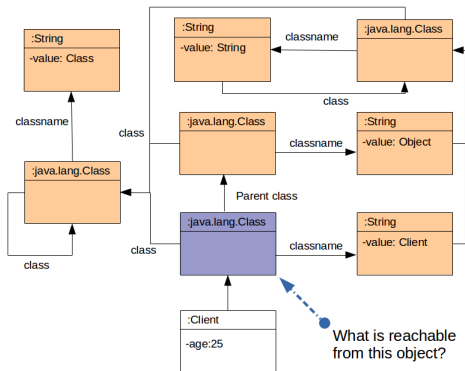 :String
-value: Class
:String
-value: String
classname
:java.lang.Class
class
classname
class
:java.lang.Class
classname
:String
-value: Object
:java.lang.Class
class
Parent class
:java.lang.Class
class
classname
:String
-value: Client
:Client
-age:25
What is reachable
from this object?